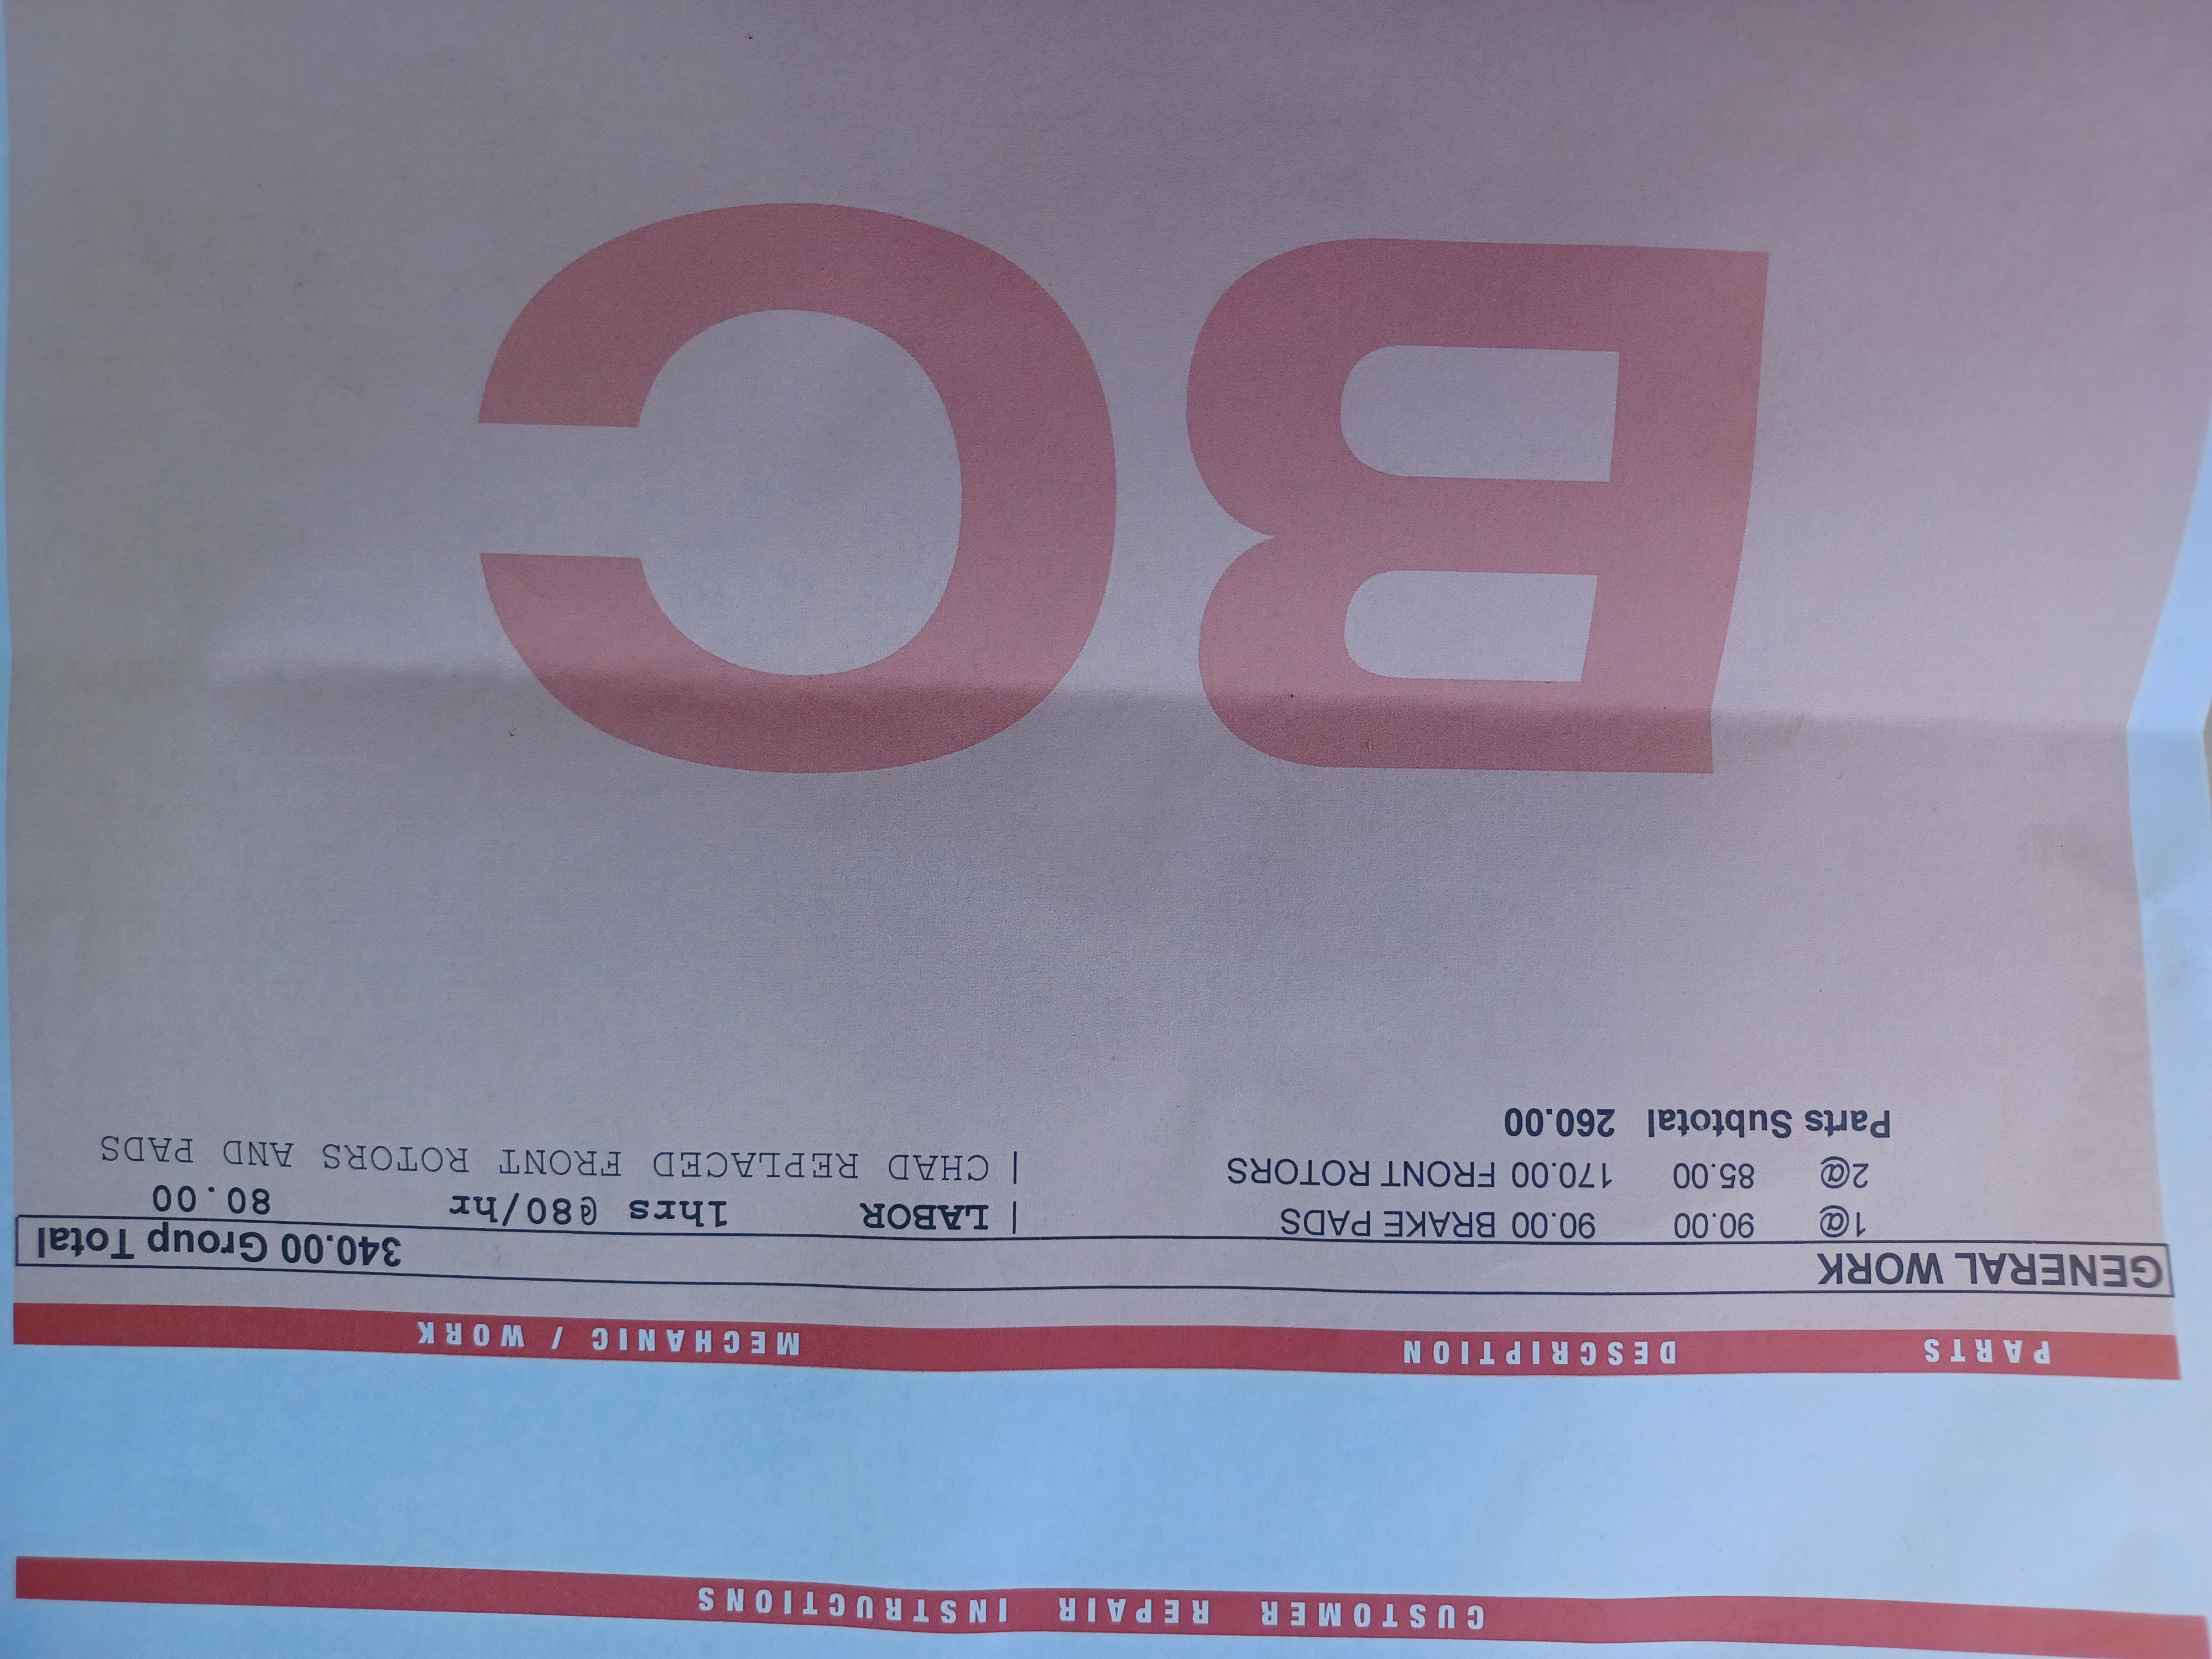 CUSTOMER REPAIR INSTRUCTIONS
PARTS DESCRIPTION MECHANIC / WORK
GENERAL WORK 340.00 Group Total
1@ 90.00 90.00 BRAKE PADS | LABOR 1hrs @80/hr 80.00
2@ 85.00 170.00 FRONT ROTORS | CHAD REPLACED FRONT ROTORS AND PADS
Parts Subtotal 260.00
BC